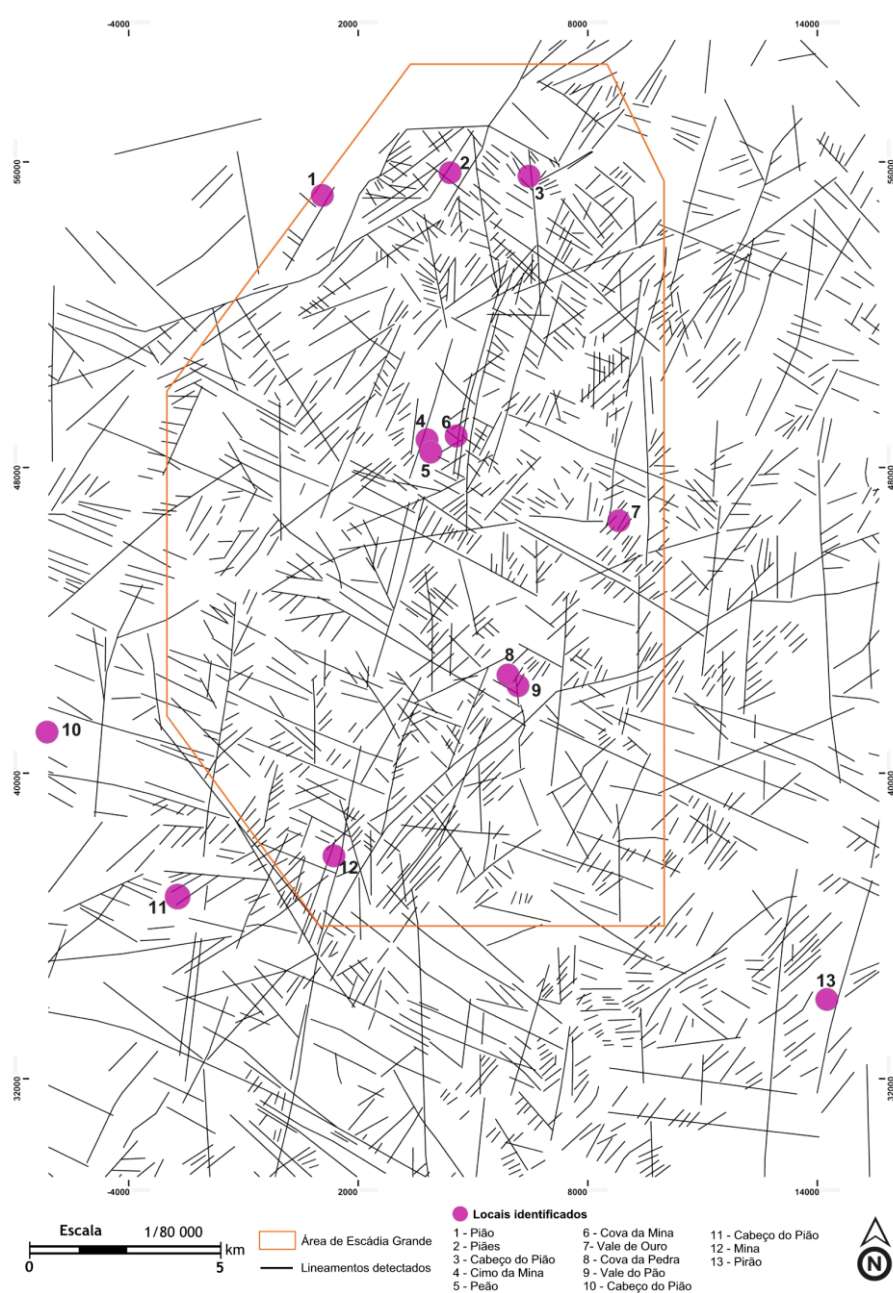 -4000 2000 8000 14000
56000
1
2
3
56000
4
6
5
48000
48000
7
8
9
10
40000
40000
12
11
13
32000
32000
-4000 2000 8000 14000
Escala 1/80 000
0 5 km
Área de Escádia Grande
Lineamentos detectados
Locais identificados
1 - Pião
2 - Piães
3 - Cabeço do Pião
4 - Cimo da Mina
5 - Peão
6 - Cova da Mina
7- Vale de Ouro
8 - Cova da Pedra
9 - Vale do Pão
10 - Cabeço do Pião
11 - Cabeço do Pião
12 - Mina
13 - Pirão
N